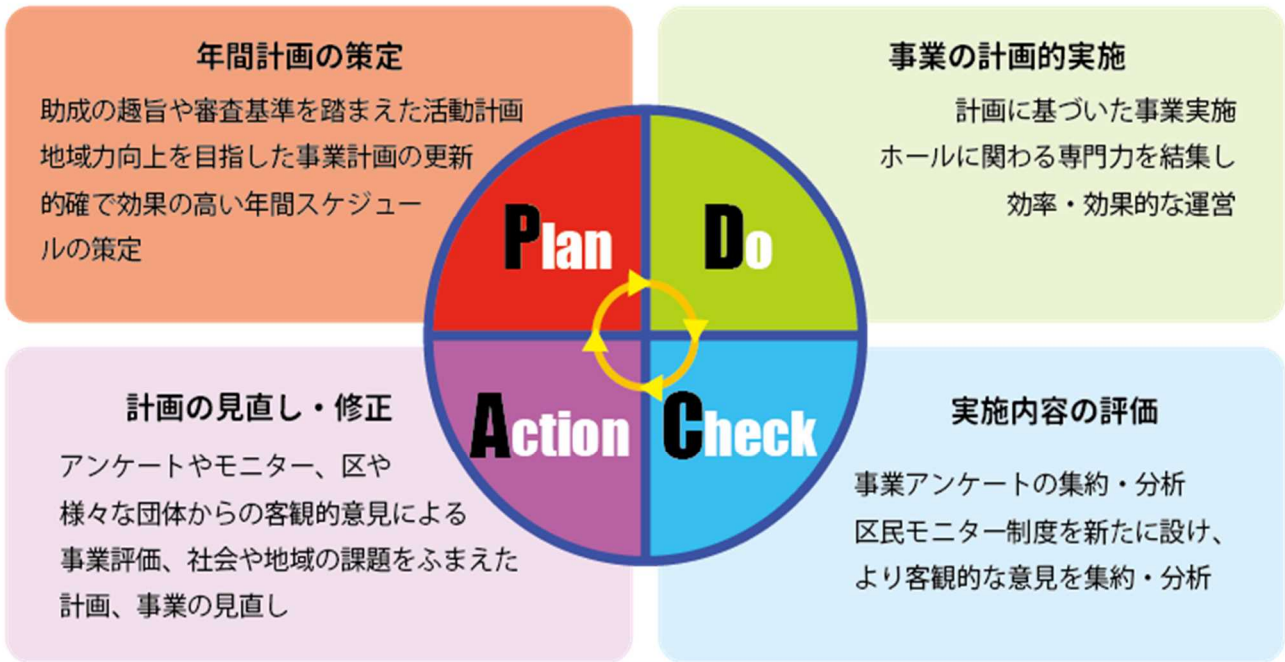 年間計画の策定
助成の趣旨や審査基準を踏まえた活動計画
地域力向上を目指した事業計画の更新
的確で効果の高い年間スケジュー
ルの策定
事業の計画的実施
計画に基づいた事業実施
ホールに関わる専門力を結集し
効率・効果的な運営
Plan
Do
Action
Check
計画の見直し・修正
アンケートやモニター、区や
様々な団体からの客観的意見による
事業評価、社会や地域の課題をふまえた
計画、事業の見直し
実施内容の評価
事業アンケートの集約・分析
区民モニター制度を新たに設け、
より客観的な意見を集約・分析